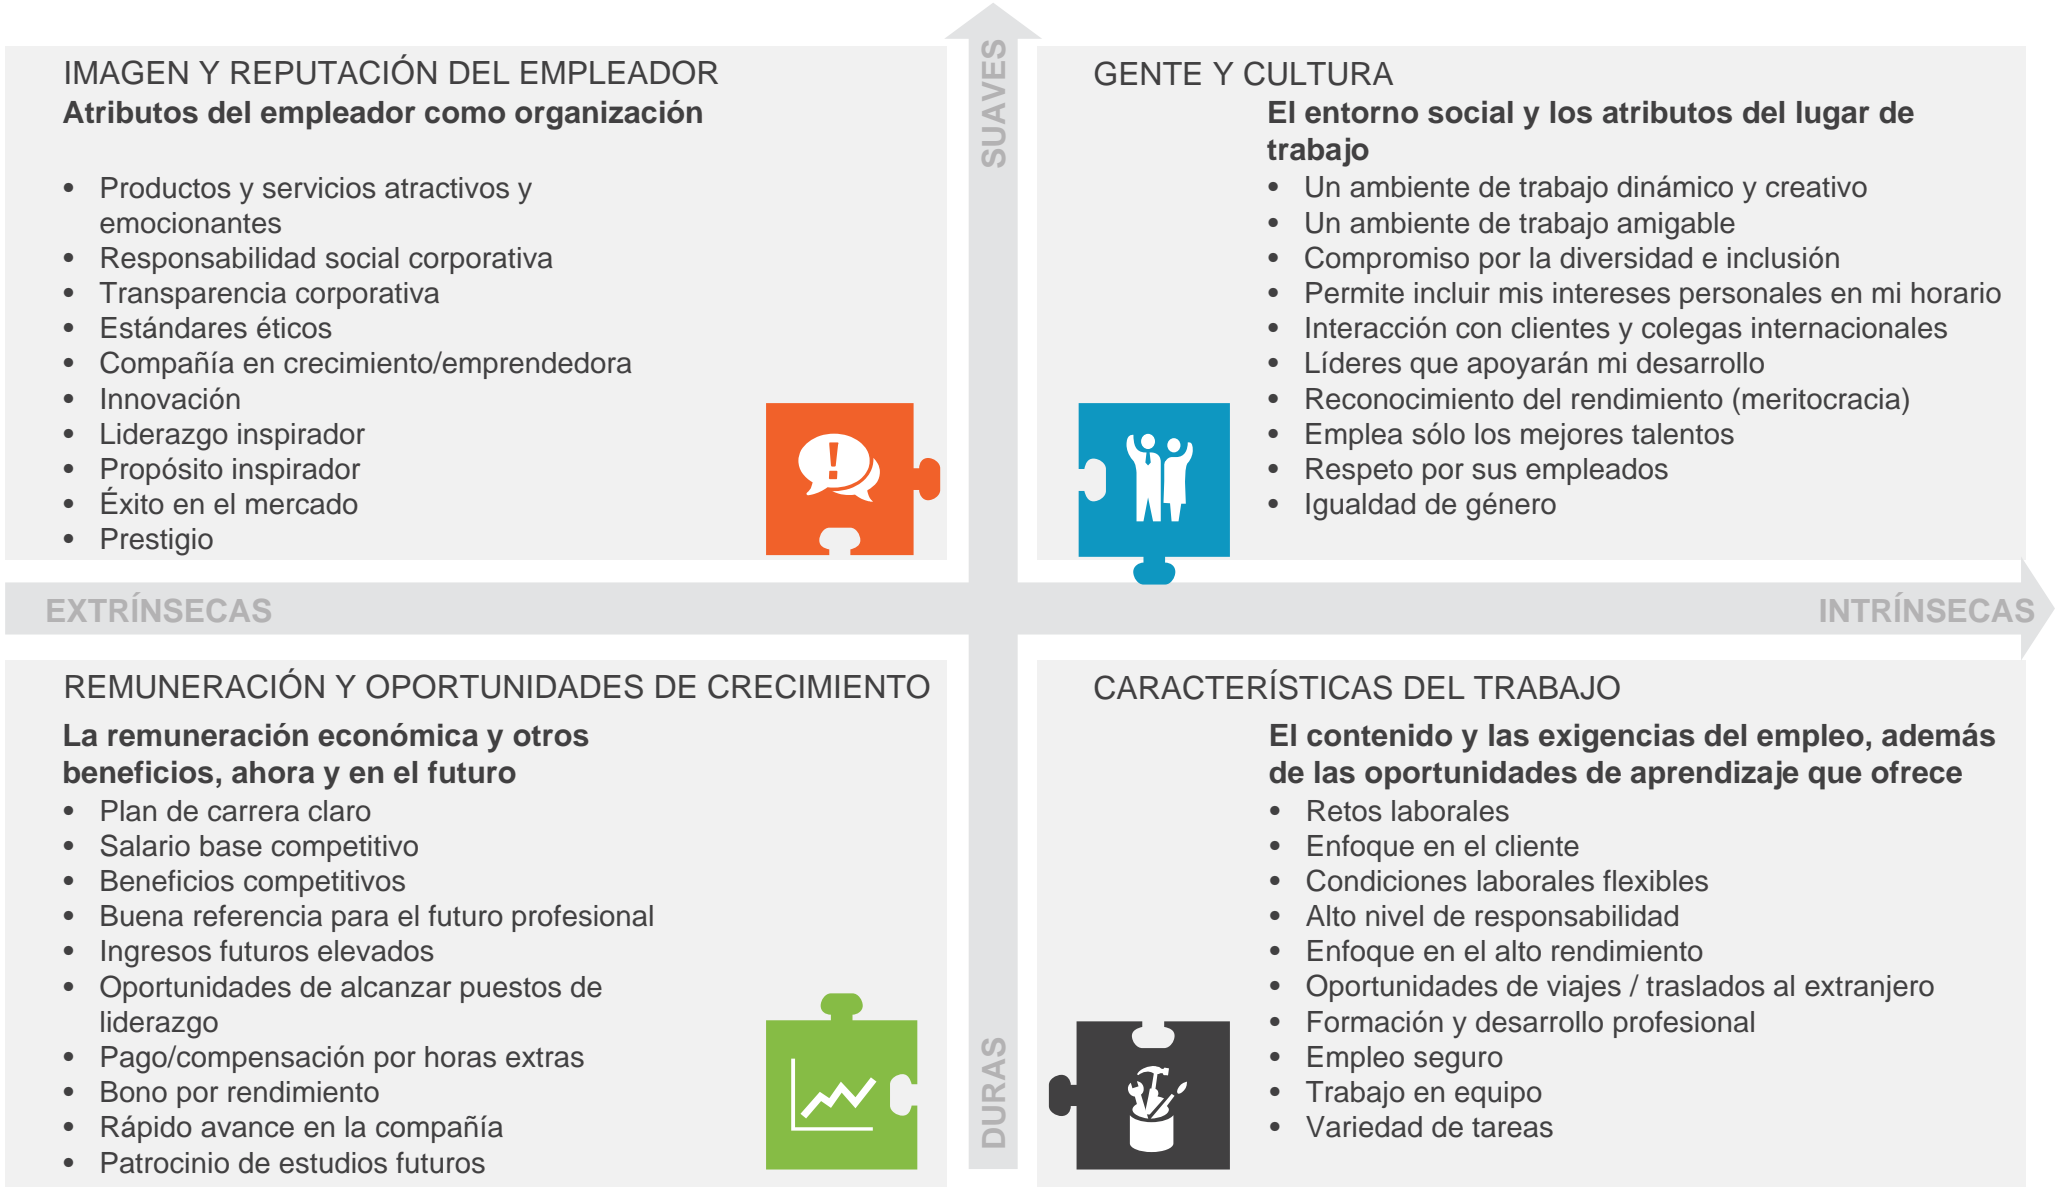 IMAGEN Y REPUTACIÓN DEL EMPLEADOR
Atributos del empleador como organización
• Productos y servicios atractivos y
emocionantes
• Responsabilidad social corporativa
• Transparencia corporativa
• Estándares éticos
• Compañía en crecimiento/emprendedora
• Innovación
• Liderazgo inspirador
• Propósito inspirador
• Éxito en el mercado
• Prestigio
SUAVES
GENTE Y CULTURA
El entorno social y los atributos del lugar de
trabajo
• Un ambiente de trabajo dinámico y creativo
• Un ambiente de trabajo amigable
• Compromiso por la diversidad e inclusión
• Permite incluir mis intereses personales en mi horario
• Interacción con clientes y colegas internacionales
• Líderes que apoyarán mi desarrollo
• Reconocimiento del rendimiento (meritocracia)
• Emplea sólo los mejores talentos
• Respeto por sus empleados
• Igualdad de género
EXTRÍNSECAS
INTRÍNSECAS
REMUNERACIÓN Y OPORTUNIDADES DE CRECIMIENTO
La remuneración económica y otros
beneficios, ahora y en el futuro
• Plan de carrera claro
• Salario base competitivo
• Beneficios competitivos
• Buena referencia para el futuro profesional
• Ingresos futuros elevados
• Oportunidades de alcanzar puestos de
liderazgo
• Pago/compensación por horas extras
• Bono por rendimiento
• Rápido avance en la compañía
• Patrocinio de estudios futuros
DURAS
CARACTERÍSTICAS DEL TRABAJO
El contenido y las exigencias del empleo, además
de las oportunidades de aprendizaje que ofrece
• Retos laborales
• Enfoque en el cliente
• Condiciones laborales flexibles
• Alto nivel de responsabilidad
• Enfoque en el alto rendimiento
• Oportunidades de viajes / traslados al extranjero
• Formación y desarrollo profesional
• Empleo seguro
• Trabajo en equipo
• Variedad de tareas